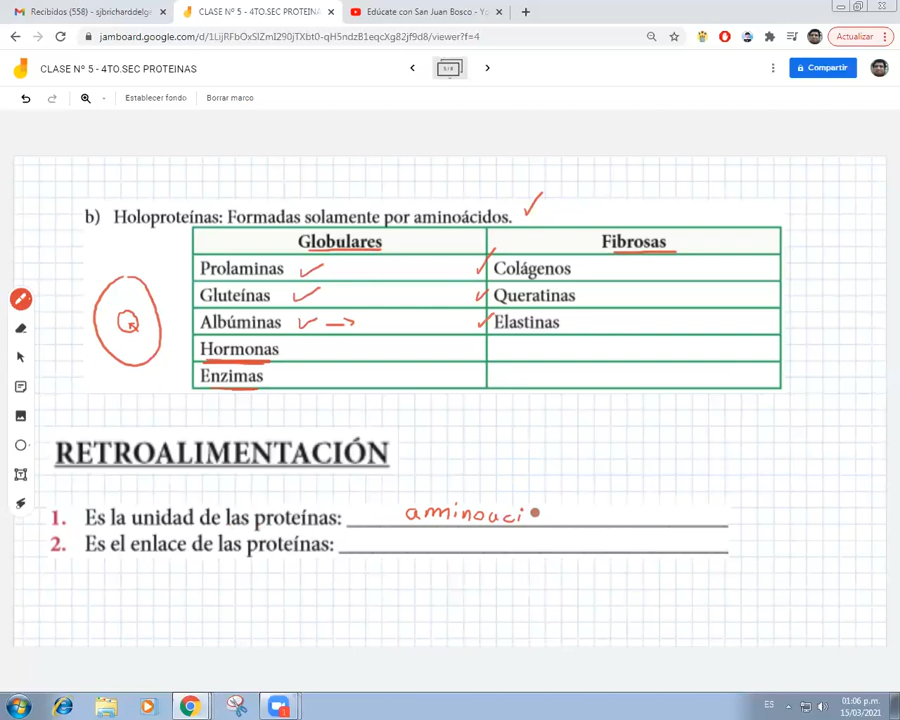 Recibidos (558) - sjbricharddelge
CLASE Nº 5 - 4TO.SEC PROTEINA
Edúcate con San Juan Bosco - Yo
jamboard.google.com/d/1LijRFbOxSlZmI290jTXbt0-qH5ndzB1eqcXg82jf9d8/viewer?f=4
Actualizar
CLASE Nº 5 - 4TO.SEC PROTEINAS
Compartir
Establecer fondo
Borrar marco
b) Holoproteínas: Formadas solamente por aminoácidos.
Globulares Fibrosas
Prolaminas Colágenos
Gluteínas Queratinas
Albúminas Elastinas
Hormonas
Enzimas
RETROALIMENTACIÓN
1. Es la unidad de las proteínas: aminoaci
2. Es el enlace de las proteínas:
ES
01:06 p.m.
15/03/2021